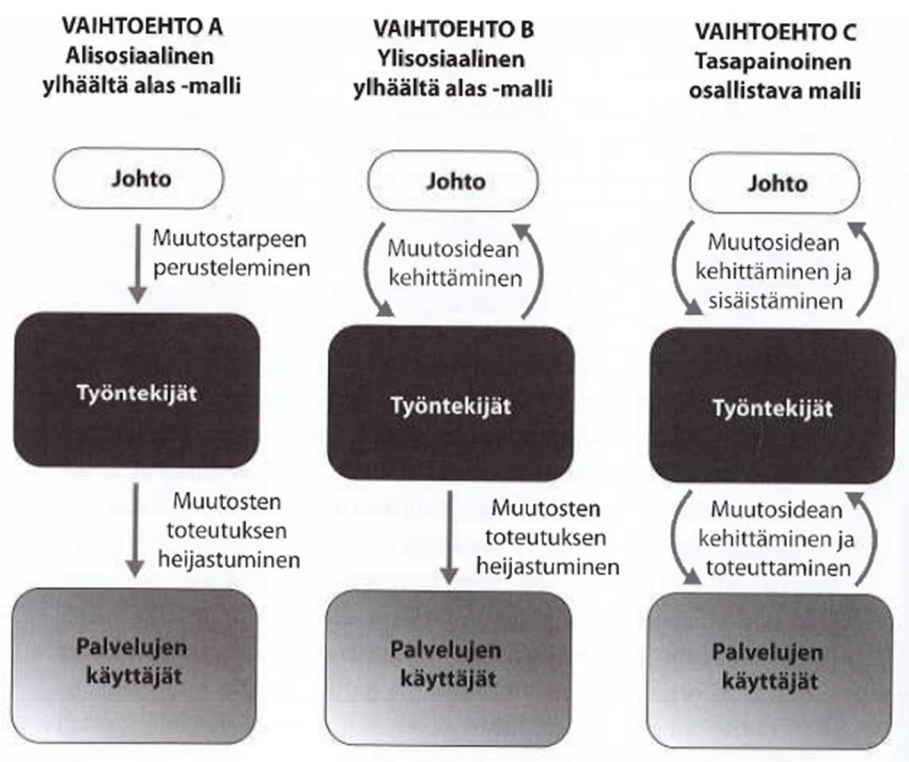 VAIHTOEHTO A
Alisosiaalinen
ylhäältä alas -malli
Johto
Muutostarpeen
perusteleminen
Työntekijät
Muutosten
toteutuksen
heijastuminen
Palvelujen
käyttäjät
VAIHTOEHTO B
Ylisosiaalinen
ylhäältä alas -malli
Johto
Muutosidean
kehittäminen
Työntekijät
Muutosten
toteutuksen
heijastuminen
Palvelujen
käyttäjät
VAIHTOEHTO C
Tasapainoinen
osallistava malli
Johto
Muutosidean
kehittäminen ja
sisäistäminen
Työntekijät
Muutosidean
kehittäminen ja
toteuttaminen
Palvelujen
käyttäjät